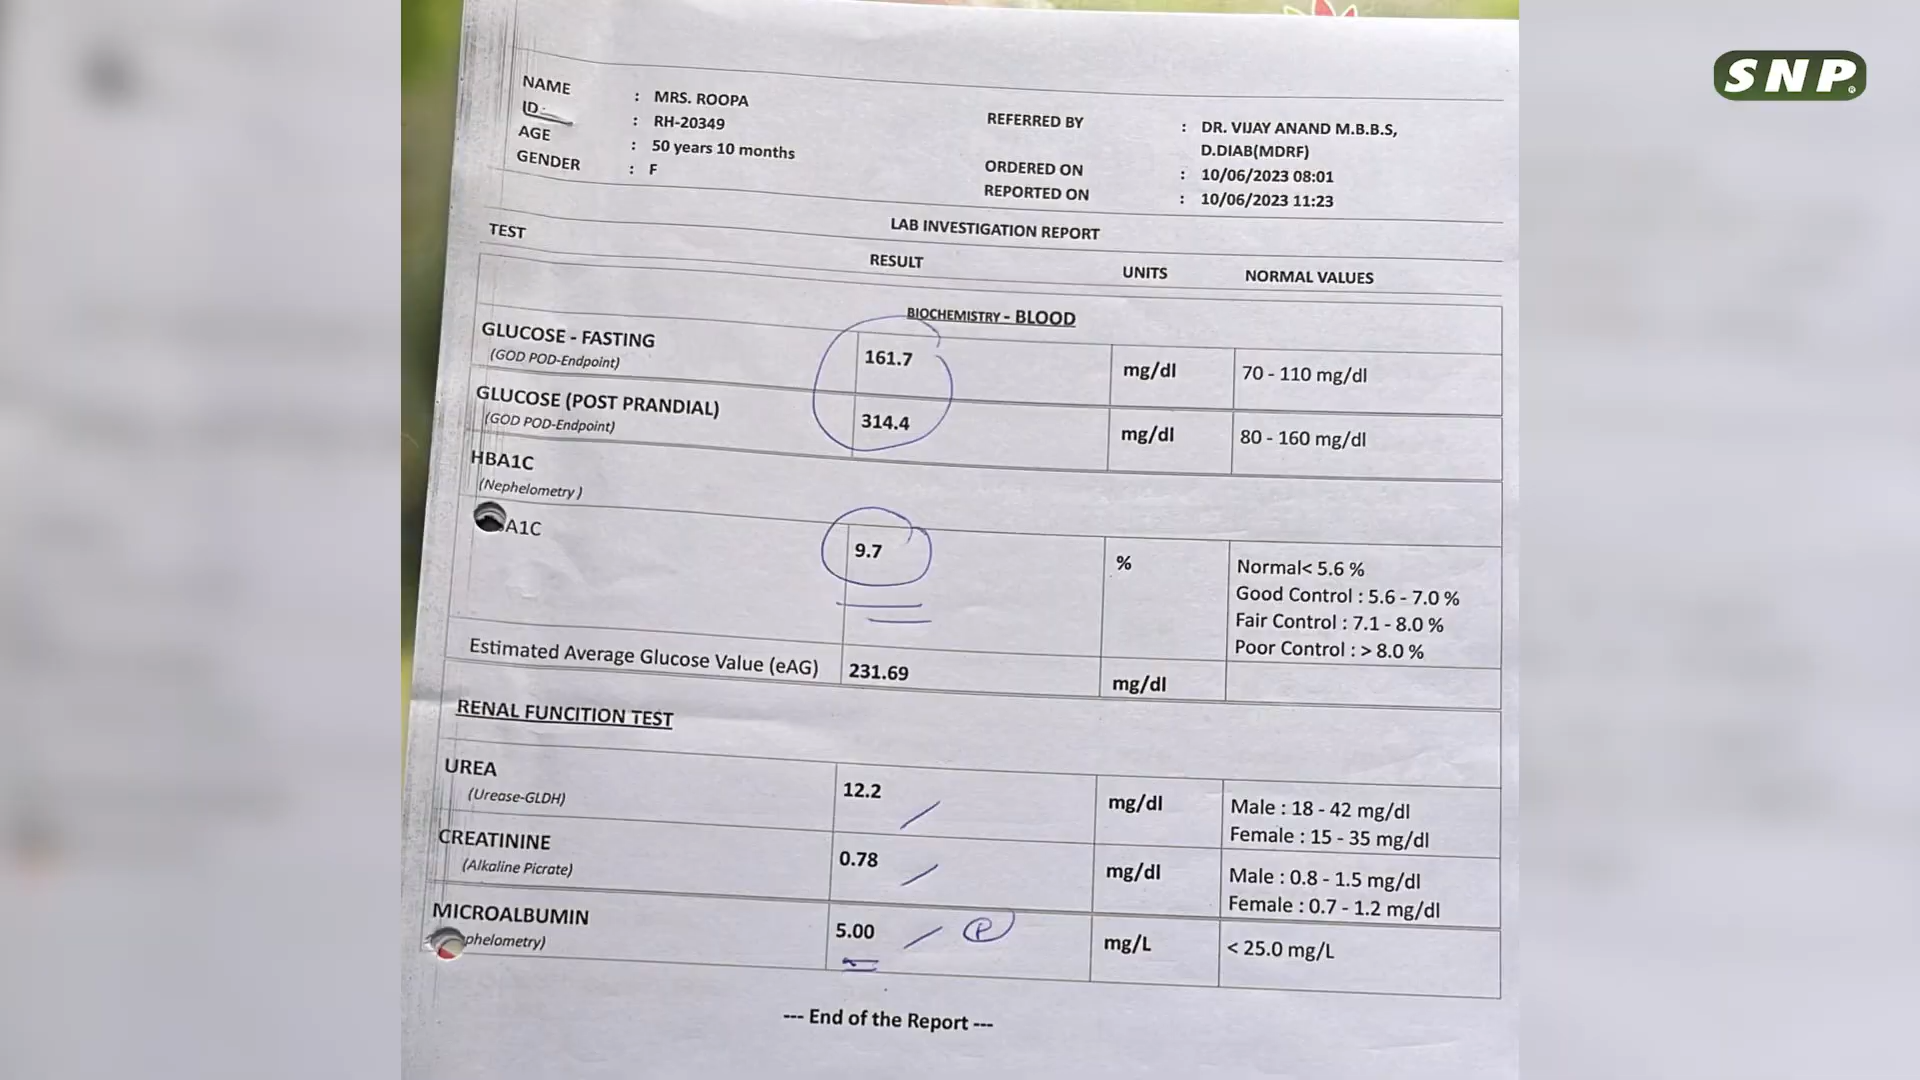 SNP
NAME : MRS. ROOPA
ID : RH-20349
AGE : 50 years 10 months
GENDER : F
REFERRED BY : DR. VIJAY ANAND M.B.B.S,
D.DIAB(MDRF)
ORDERED ON : 10/06/2023 08:01
REPORTED ON : 10/06/2023 11:23
LAB INVESTIGATION REPORT
TEST RESULT UNITS NORMAL VALUES
BIOCHEMISTRY - BLOOD
GLUCOSE - FASTING 161.7 mg/dl 70 - 110 mg/dl
(GOD POD-Endpoint)
GLUCOSE (POST PRANDIAL) 314.4 mg/dl 80 - 160 mg/dl
(GOD POD-Endpoint)
HBA1C
(Nephelometry )
A1C 9.7 % Normal< 5.6 %
Good Control : 5.6 - 7.0 %
Fair Control : 7.1 - 8.0 %
Poor Control : > 8.0 %
Estimated Average Glucose Value (eAG) 231.69 mg/dl
RENAL FUNCITION TEST
UREA 12.2 mg/dl Male : 18 - 42 mg/dl
(Urease-GLDH) Female : 15 - 35 mg/dl
CREATININE 0.78 mg/dl Male : 0.8 - 1.5 mg/dl
(Alkaline Picrate) Female : 0.7 - 1.2 mg/dl
MICROALBUMIN 5.00 mg/L < 25.0 mg/L
phelometry)
--- End of the Report ---